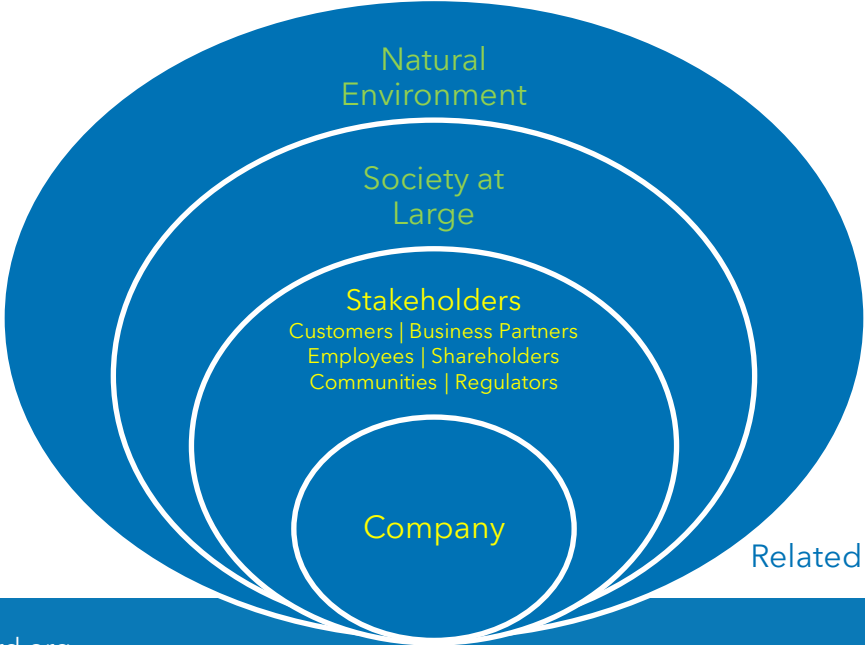 Natural
Environment
Society at
Large
Stakeholders
Customers | Business Partners
Employees | Shareholders
Communities | Regulators
Company
Related